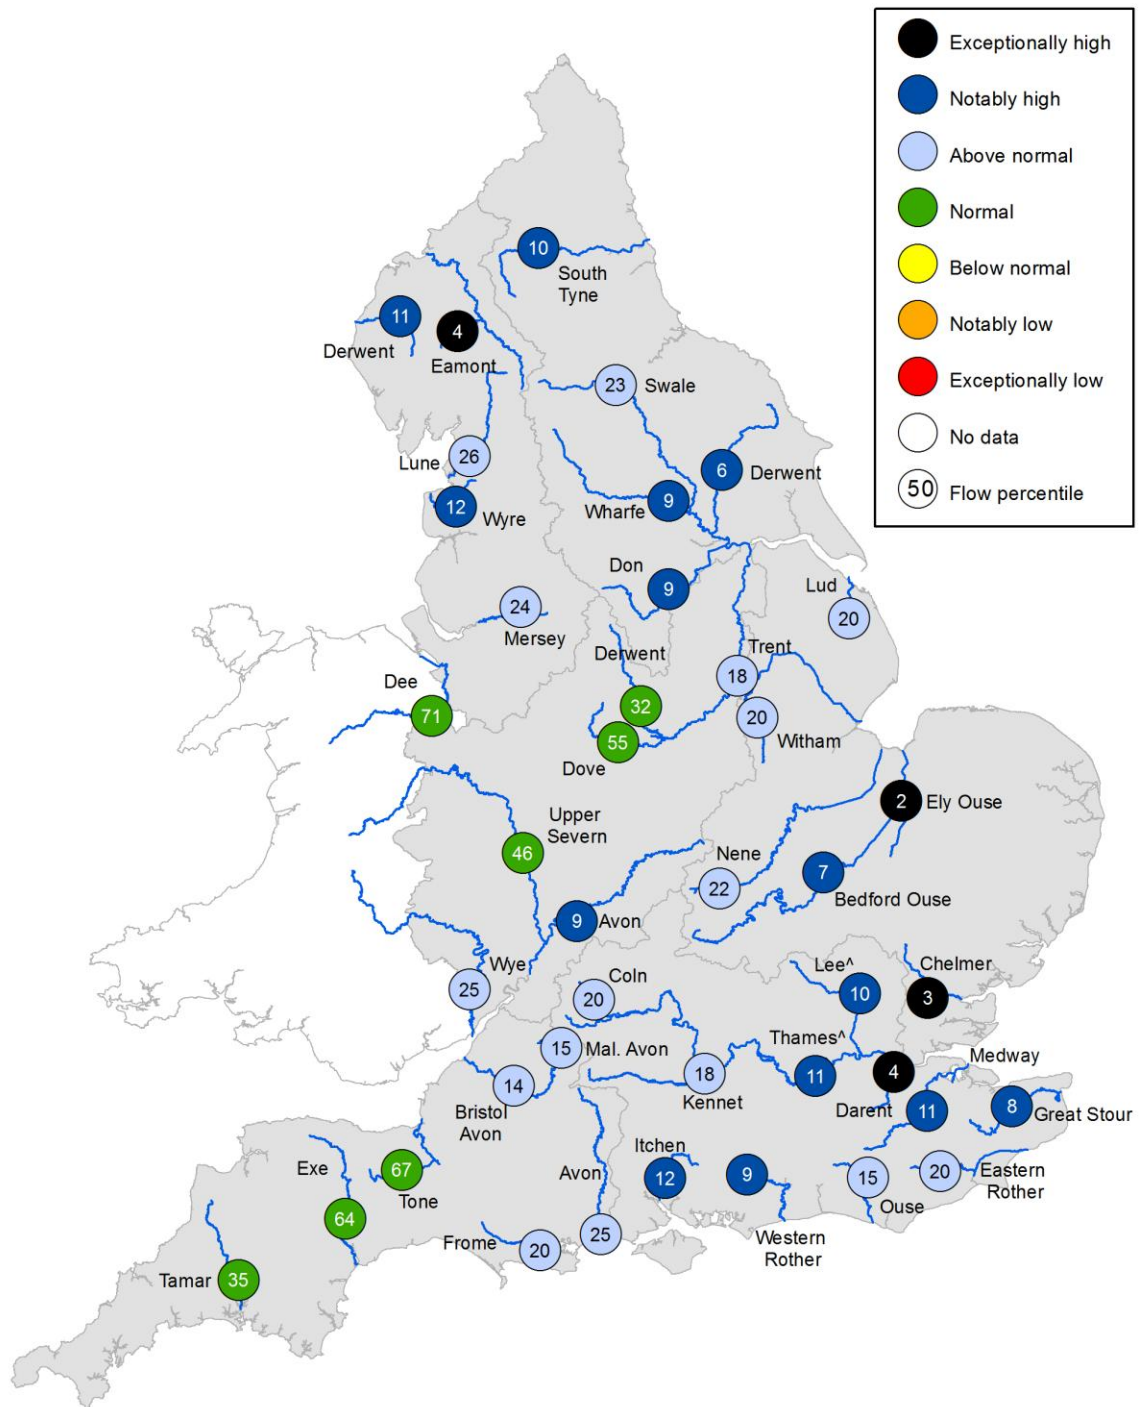 Exceptionally high
Notably high
Above normal
Normal
Below normal
Notably low
Exceptionally low
No data
50 Flow percentile
10
South
Tyne
11
Derwent
4
Eamont
23 Swale
26
Lune
12
Wyre
6
Derwent
9
Wharfe
Don
9
Lud
20
24
Mersey
Derwent
32
Trent
18
Dee
71
20
Witham
55
Dove
2 Ely Ouse
Upper
Severn
46
Nene
22
7
Bedford Ouse
9 Avon
Wye
25
Coln
20
Lee^
10
Chelmer
3
15 Mal. Avon
14
Bristol
Avon
18
Kennet
Thames^
11
4
Darent
Medway
11
8 Great Stour
Exe
64
67
Tone
Avon
25
Itchen
12
9
Western
Rother
15
Ouse
20
Eastern
Rother
Frome
20
Tamar 35